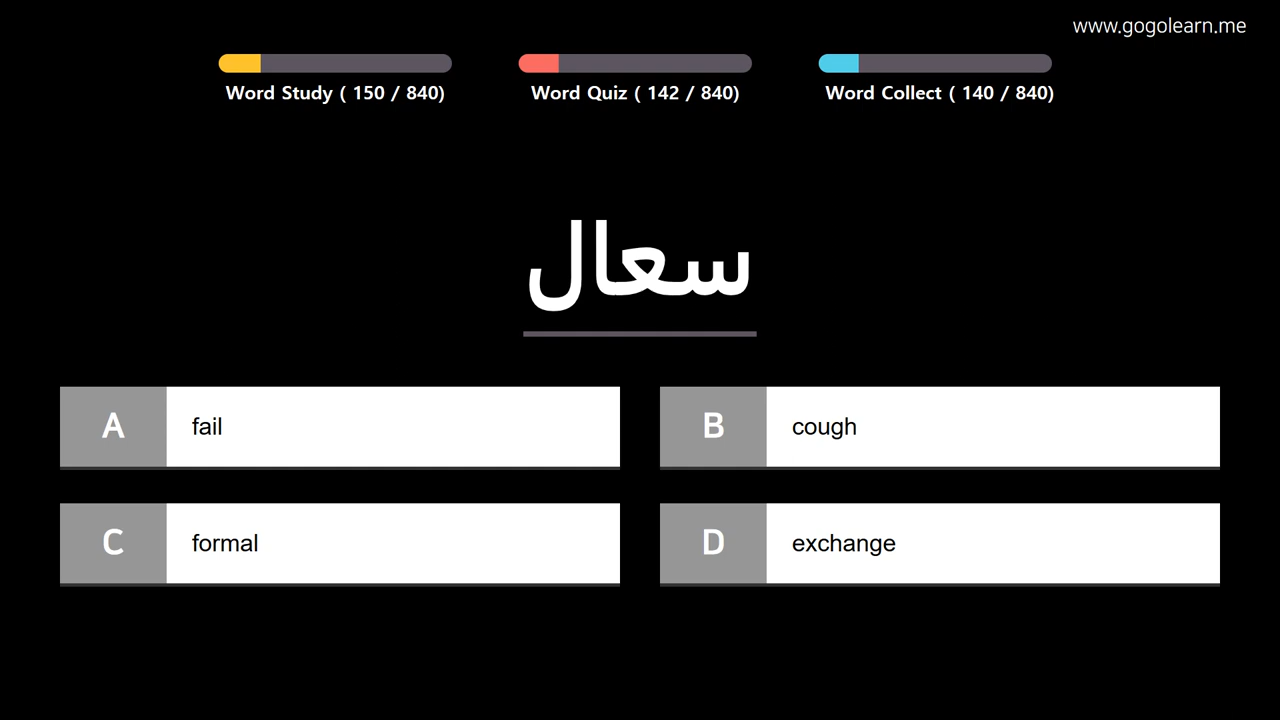 www.gogolearn.me
Word Study ( 150 / 840)
Word Quiz ( 142 / 840)
Word Collect ( 140 / 840)
سعال
A fail
B cough
C formal
D exchange